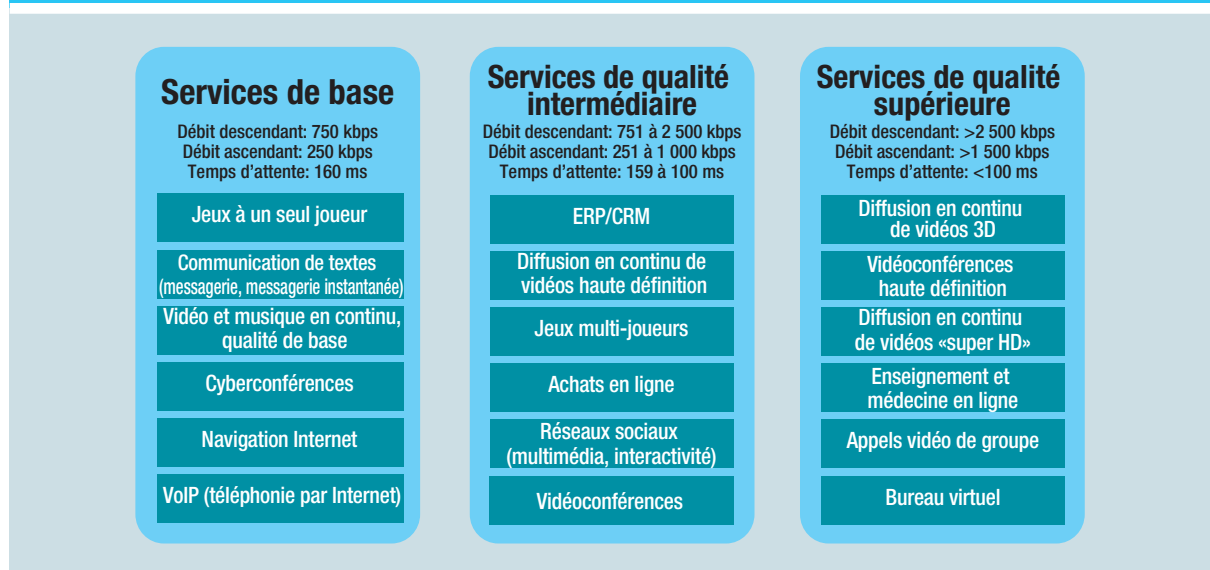 Services de base
Débit descendant: 750 kbps
Débit ascendant: 250 kbps
Temps d'attente: 160 ms
Jeux à un seul joueur
Communication de textes
(messagerie, messagerie instantanée)
Vidéo et musique en continu,
qualité de base
Cyberconférences
Navigation Internet
VoIP (téléphonie par Internet)
Services de qualité
intermédiaire
Débit descendant: 751 à 2 500 kbps
Débit ascendant: 251 à 1 000 kbps
Temps d'attente: 159 à 100 ms
ERP/CRM
Diffusion en continu de
vidéos haute définition
Jeux multi-joueurs
Achats en ligne
Réseaux sociaux
(multimédia, interactivité)
Vidéoconférences
Services de qualité
supérieure
Débit descendant: >2 500 kbps
Débit ascendant: >1 500 kbps
Temps d'attente: <100 ms
Diffusion en continu
de vidéos 3D
Vidéoconférences
haute définition
Diffusion en continu
de vidéos «super HD»
Enseignement et
médecine en ligne
Appels vidéo de groupe
Bureau virtuel